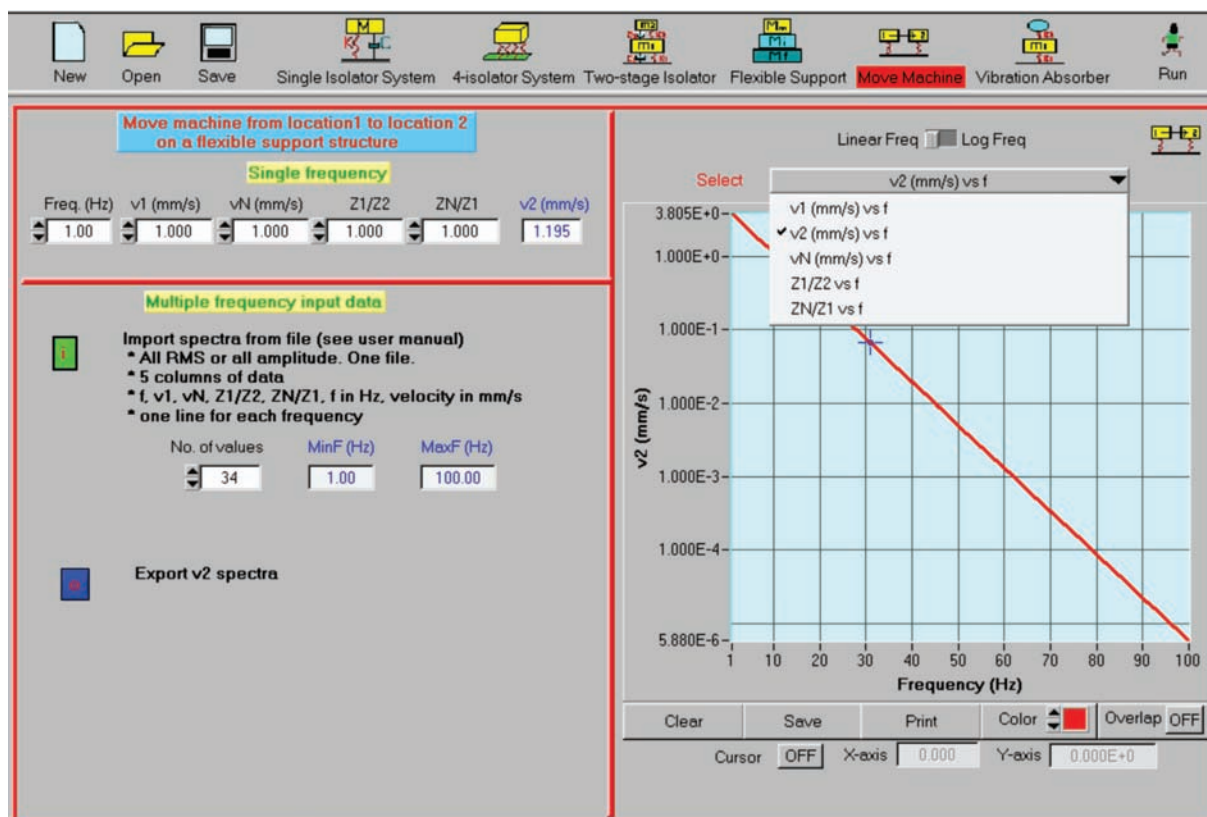 New Open Save Single Isolator System 4-isolator System Two-stage Isolator Flexible Support Move Machine Vibration Absorber Run
Move machine from location1 to location 2
on a flexible support structure
Single frequency
Freq. (Hz) v1 (mm/s) vN (mm/s) Z1/Z2 ZN/Z1 v2 (mm/s)
1.00 1.000 1.000 1.000 1.000 1.195
Multiple frequency input data
i
Import spectra from file (see user manual)
* All RMS or all amplitude. One file.
* 5 columns of data
* f, v1, vN, Z1/Z2, ZN/Z1, f in Hz, velocity in mm/s
* one line for each frequency
No. of values MinF (Hz) MaxF (Hz)
34 1.00 100.00
Export v2 spectra
Linear Freq Log Freq
Select v2 (mm/s) vs f
v1 (mm/s) vs f
v2 (mm/s) vs f
vN (mm/s) vs f
Z1/Z2 vs f
ZN/Z1 vs f
3.805E+0
1.000E+0
1.000E-1
1.000E-2
1.000E-3
1.000E-4
5.880E-6
v2 (mm/s)
1 10 20 30 40 50 60 70 80 90 100
Frequency (Hz)
Clear Save Print Color Overlap OFF
Cursor OFF X-axis 0.000 Y-axis 0.000E+0